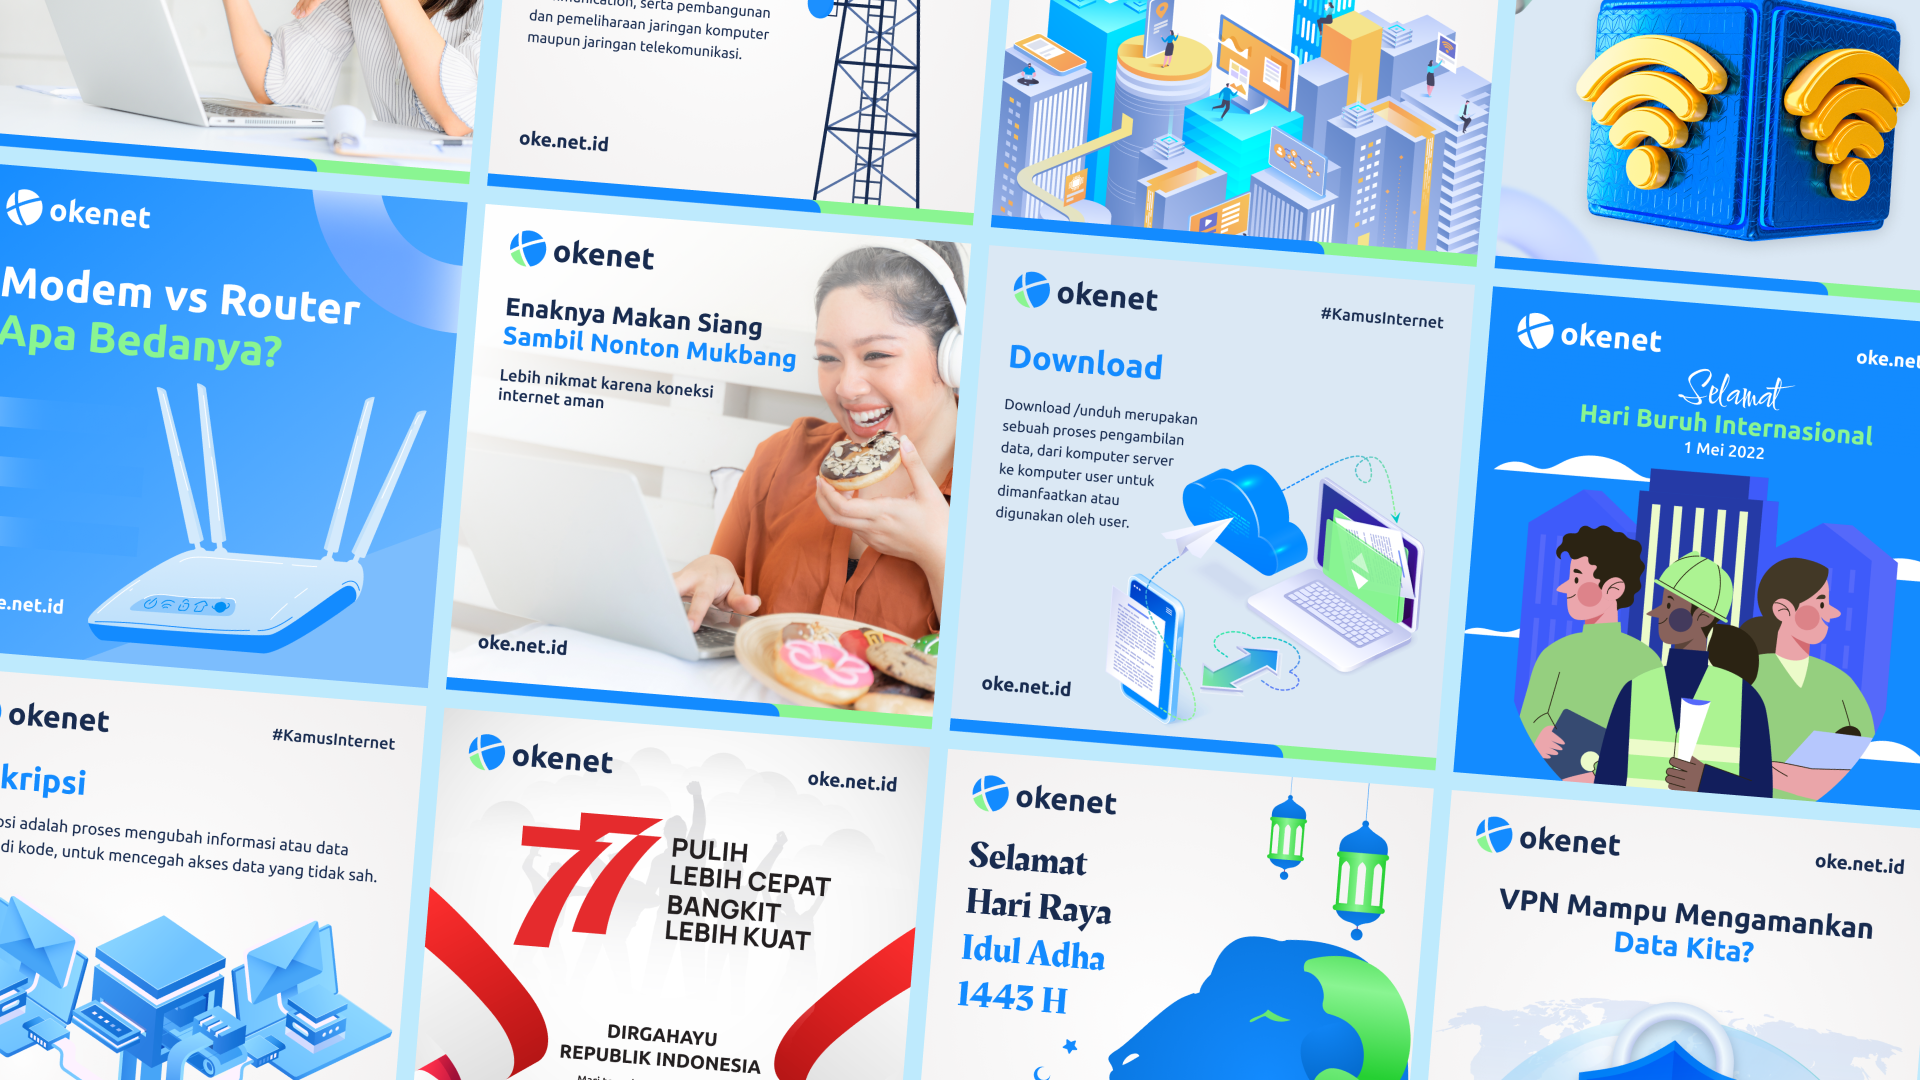 dan pemeliharaan jaringan komputer
maupun jaringan telekomunikasi.
oke.net.id
okenet
Modem vs Router
Apa Bedanya?
okenet
Enaknya Makan Siang
Sambil Nonton Mukbang
Lebih nikmat karena koneksi
internet aman
oke.net.id
okenet
#KamusInternet
Download
Download /unduh merupakan
sebuah proses pengambilan
data, dari komputer server
ke komputer user untuk
dimanfaatkan atau
digunakan oleh user.
oke.net.id
okenet
Selamat
Hari Buruh Internasional
1 Mei 2022
okenet
#KamusInternet
kripsi
adalah proses mengubah informasi atau data
di kode, untuk mencegah akses data yang tidak sah.
okenet
oke.net.id
77
PULIH
LEBIH CEPAT
BANGKIT
LEBIH KUAT
DIRGAHAYU
REPUBLIK INDONESIA
okenet
Selamat
Hari Raya
Idul Adha
1443 H
okenet
oke.net.id
VPN Mampu Mengamankan
Data Kita?